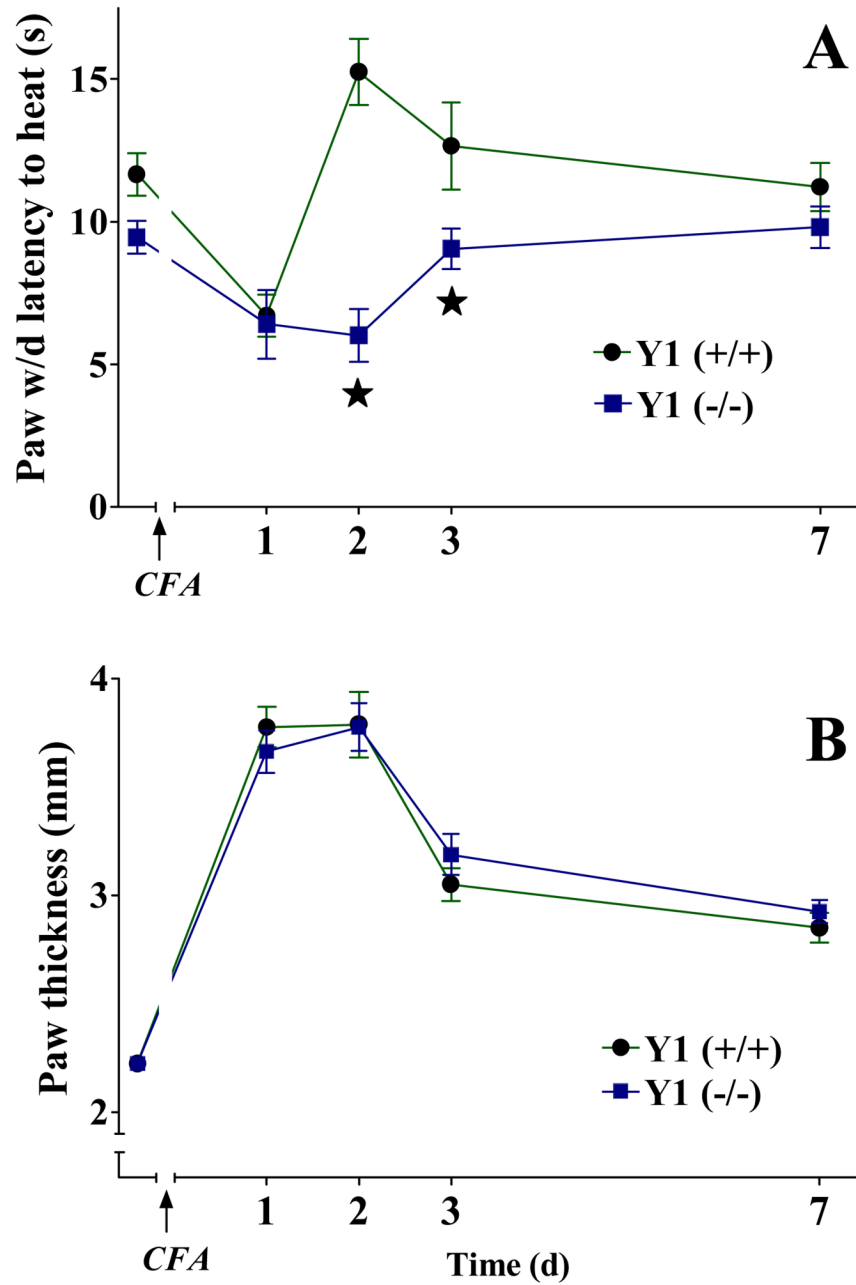 A
Paw w/d latency to heat (s)
15
10
5
0
Y1 (+/+)
Y1 (-/-)
1 2 3 7
CFA
B
Paw thickness (mm)
4
3
2
Y1 (+/+)
Y1 (-/-)
1 2 3 7
CFA
Time (d)